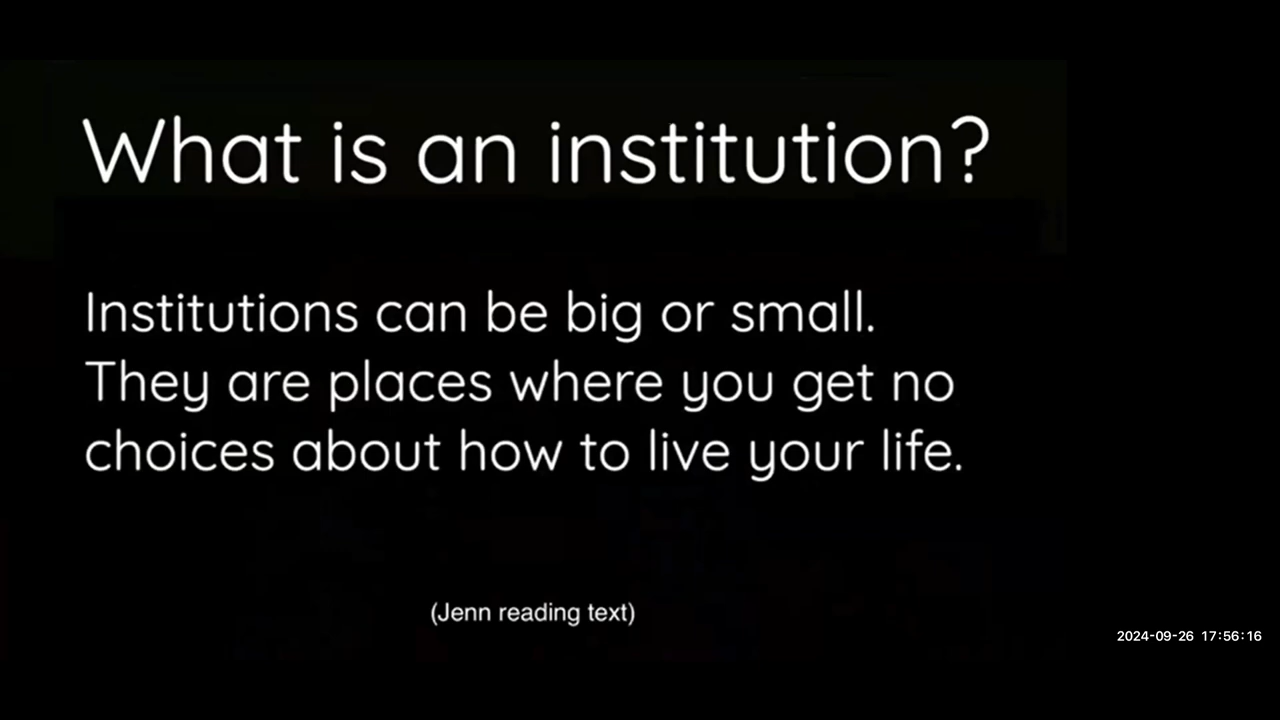 What is an institution?
Institutions can be big or small.
They are places where you get no
choices about how to live your life.
(Jenn reading text)
2024-09-26 17:56:16